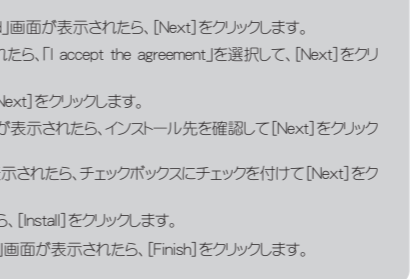 」画面が表示されたら、[Next]をクリックします。
れたら、「I accept the agreement」を選択して、[Next]をクリ
Next]をクリックします。
が表示されたら、インストール先を確認して[Next]をクリック
示されたら、チェックボックスにチェックを付けて[Next]をク
ら、[Install]をクリックします。
」画面が表示されたら、[Finish]をクリックします。